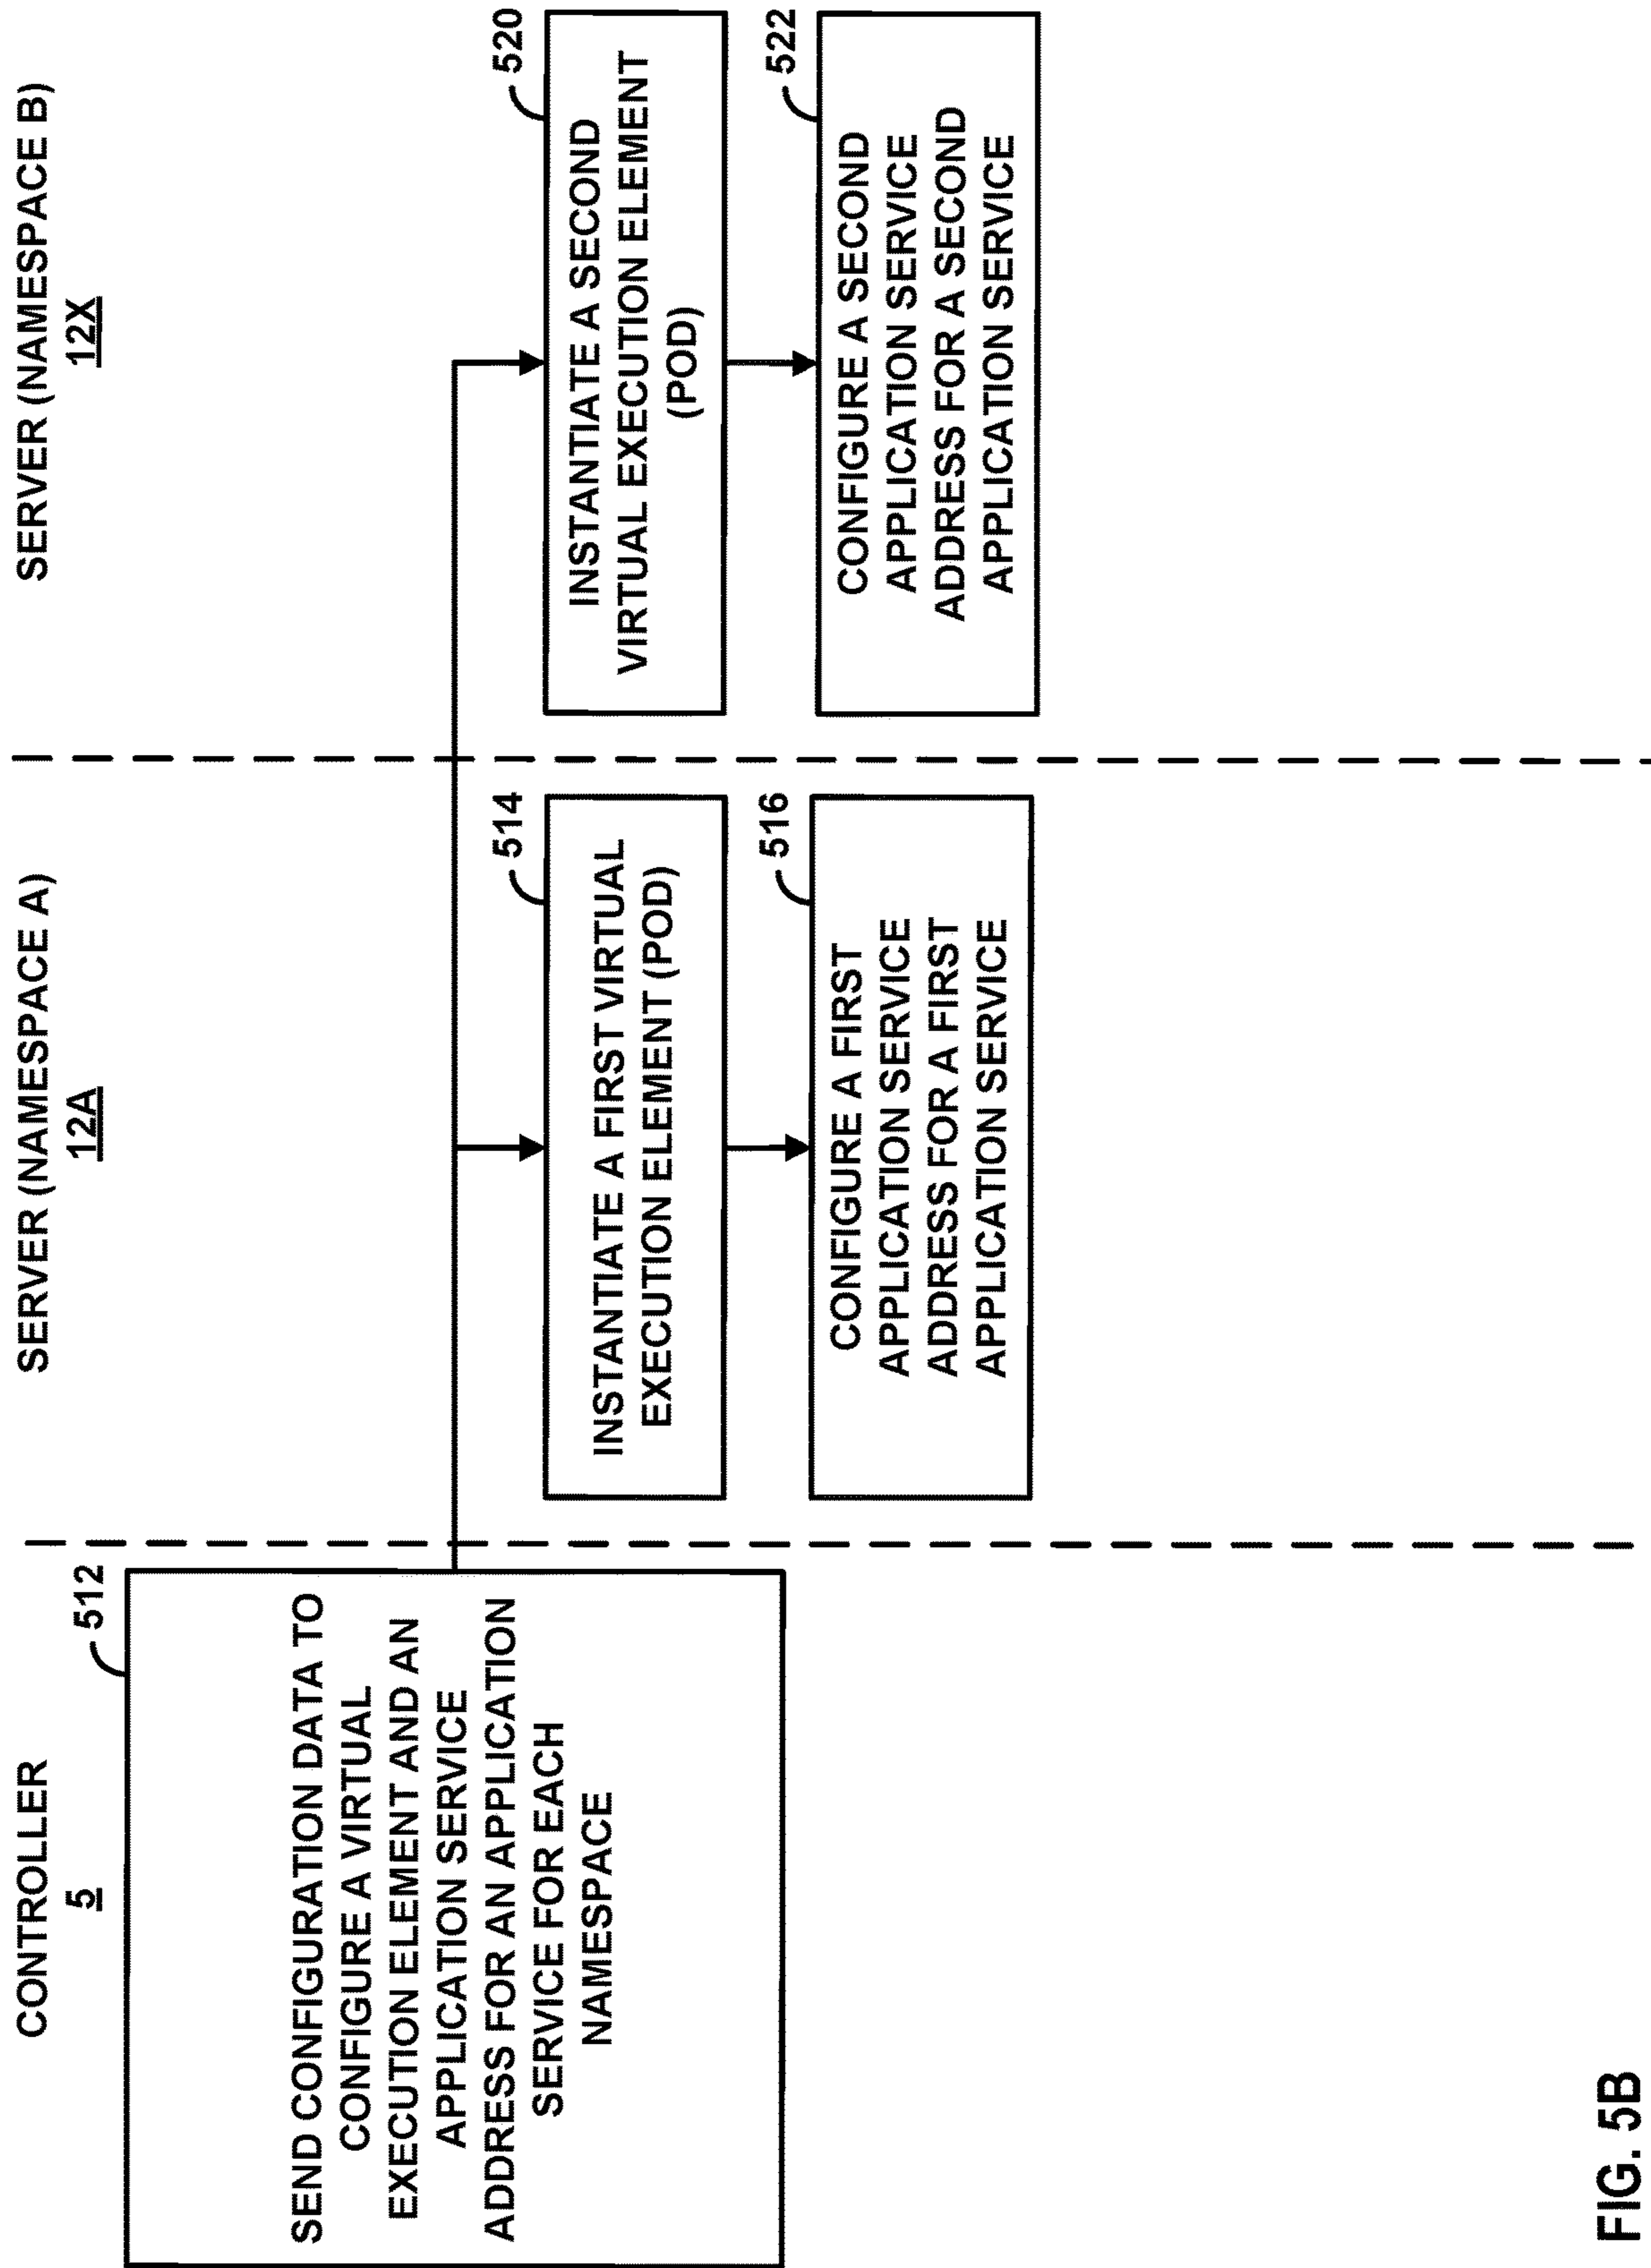 CONTROLLER
5
512
SEND CONFIGURATION DATA TO
CONFIGURE A VIRTUAL
EXECUTION ELEMENT AND AN
APPLICATION SERVICE
ADDRESS FOR AN APPLICATION
SERVICE FOR EACH
NAMESPACE
SERVER (NAMESPACE A)
12A
514
INSTANTIATE A FIRST VIRTUAL
EXECUTION ELEMENT (POD)
516
CONFIGURE A FIRST
APPLICATION SERVICE
ADDRESS FOR A FIRST
APPLICATION SERVICE
SERVER (NAMESPACE B)
12X
520
INSTANTIATE A SECOND
VIRTUAL EXECUTION ELEMENT
(POD)
522
CONFIGURE A SECOND
APPLICATION SERVICE
ADDRESS FOR A SECOND
APPLICATION SERVICE
FIG. 5B